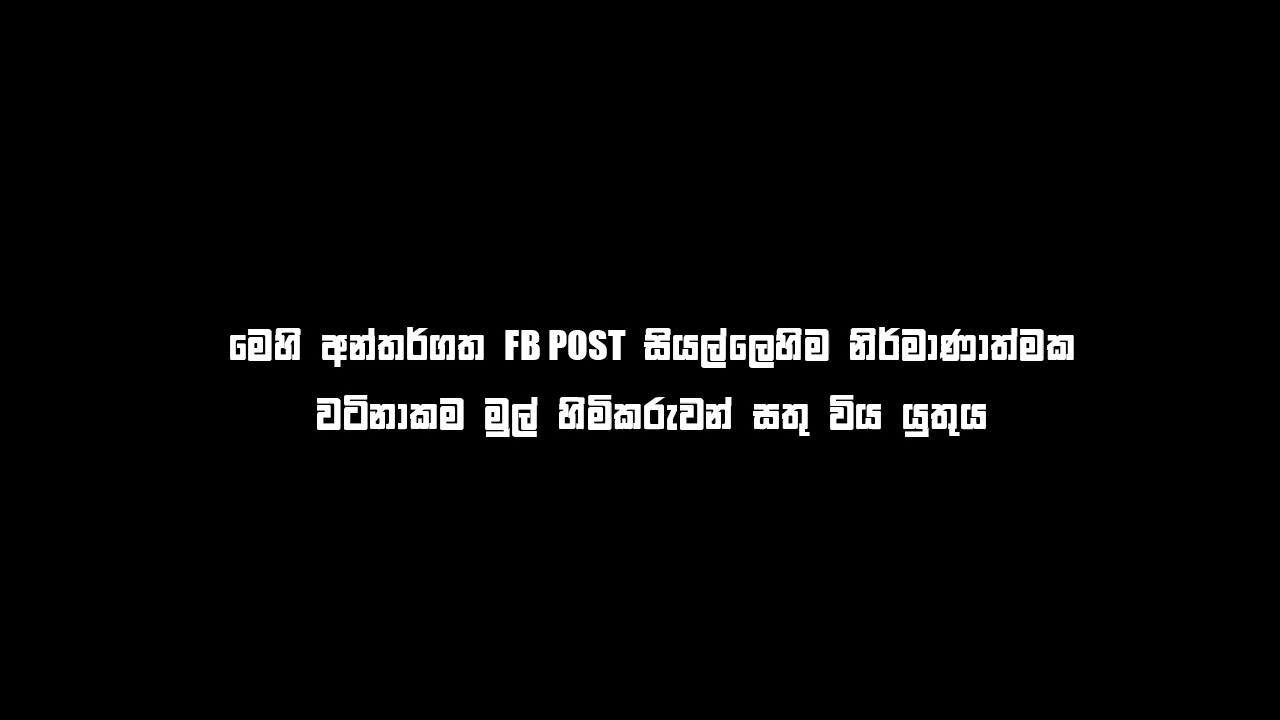 මෙහි අන්තර්ගත FB POST සියල්ලෙහිම නිර්මාණාත්මක
වටිනාකම මුල් හිමිකරුවන් සතු විය යුතුය